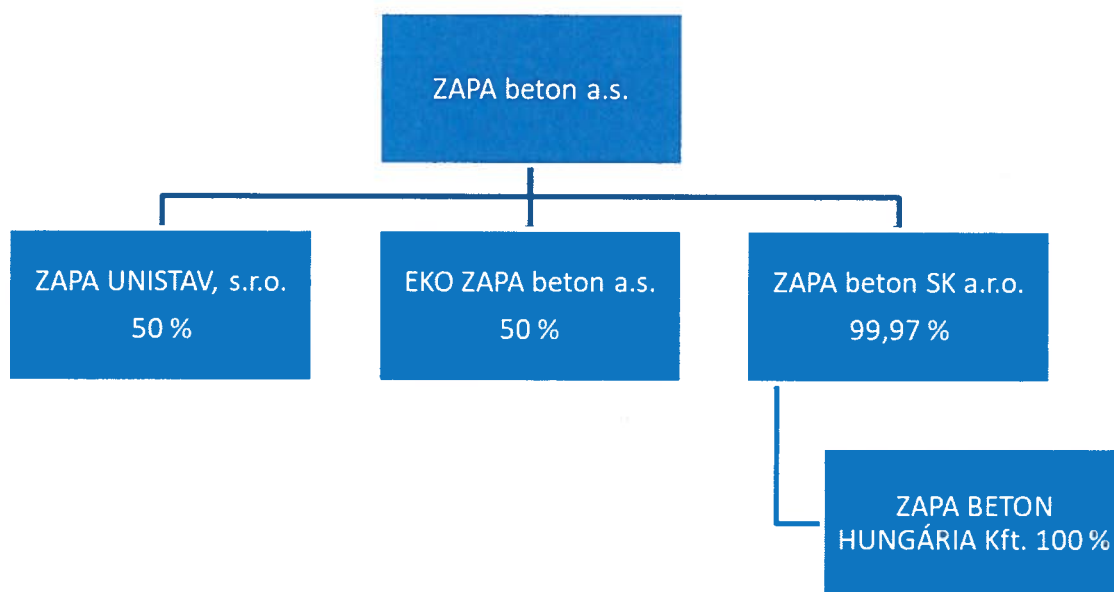 ZAPA beton a.s.
ZAPA UNISTAV, s.r.o.
50 %
EKO ZAPA beton a.s.
50 %
ZAPA beton SK a.r.o.
99,97 %
ZAPA BETON
HUNGÁRIA Kft. 100 %